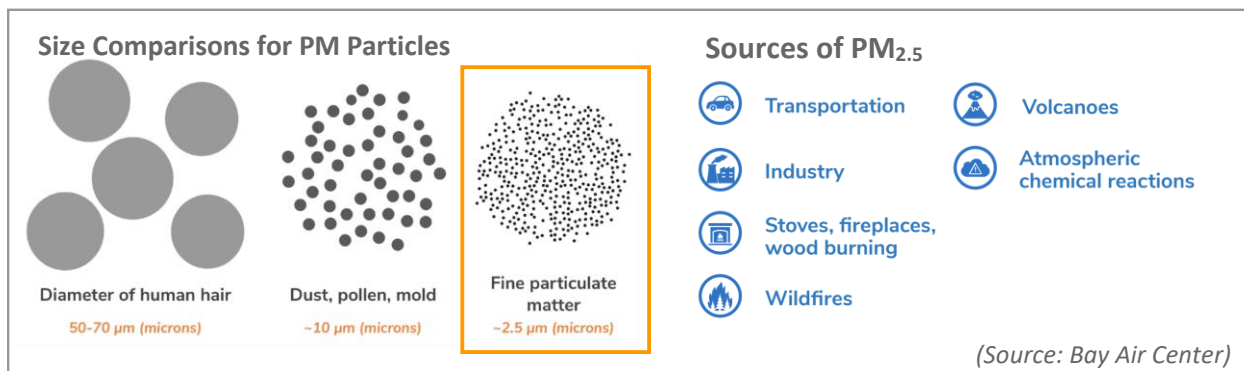 Size Comparisons for PM Particles
Diameter of human hair
50-70 μm (microns)
Dust, pollen, mold
~10 μm (microns)
Fine particulate
matter
~2.5 μm (microns)
Sources of PM2.5
Transportation
Industry
Stoves, fireplaces,
wood burning
Wildfires
Volcanoes
Atmospheric
chemical reactions
(Source: Bay Air Center)